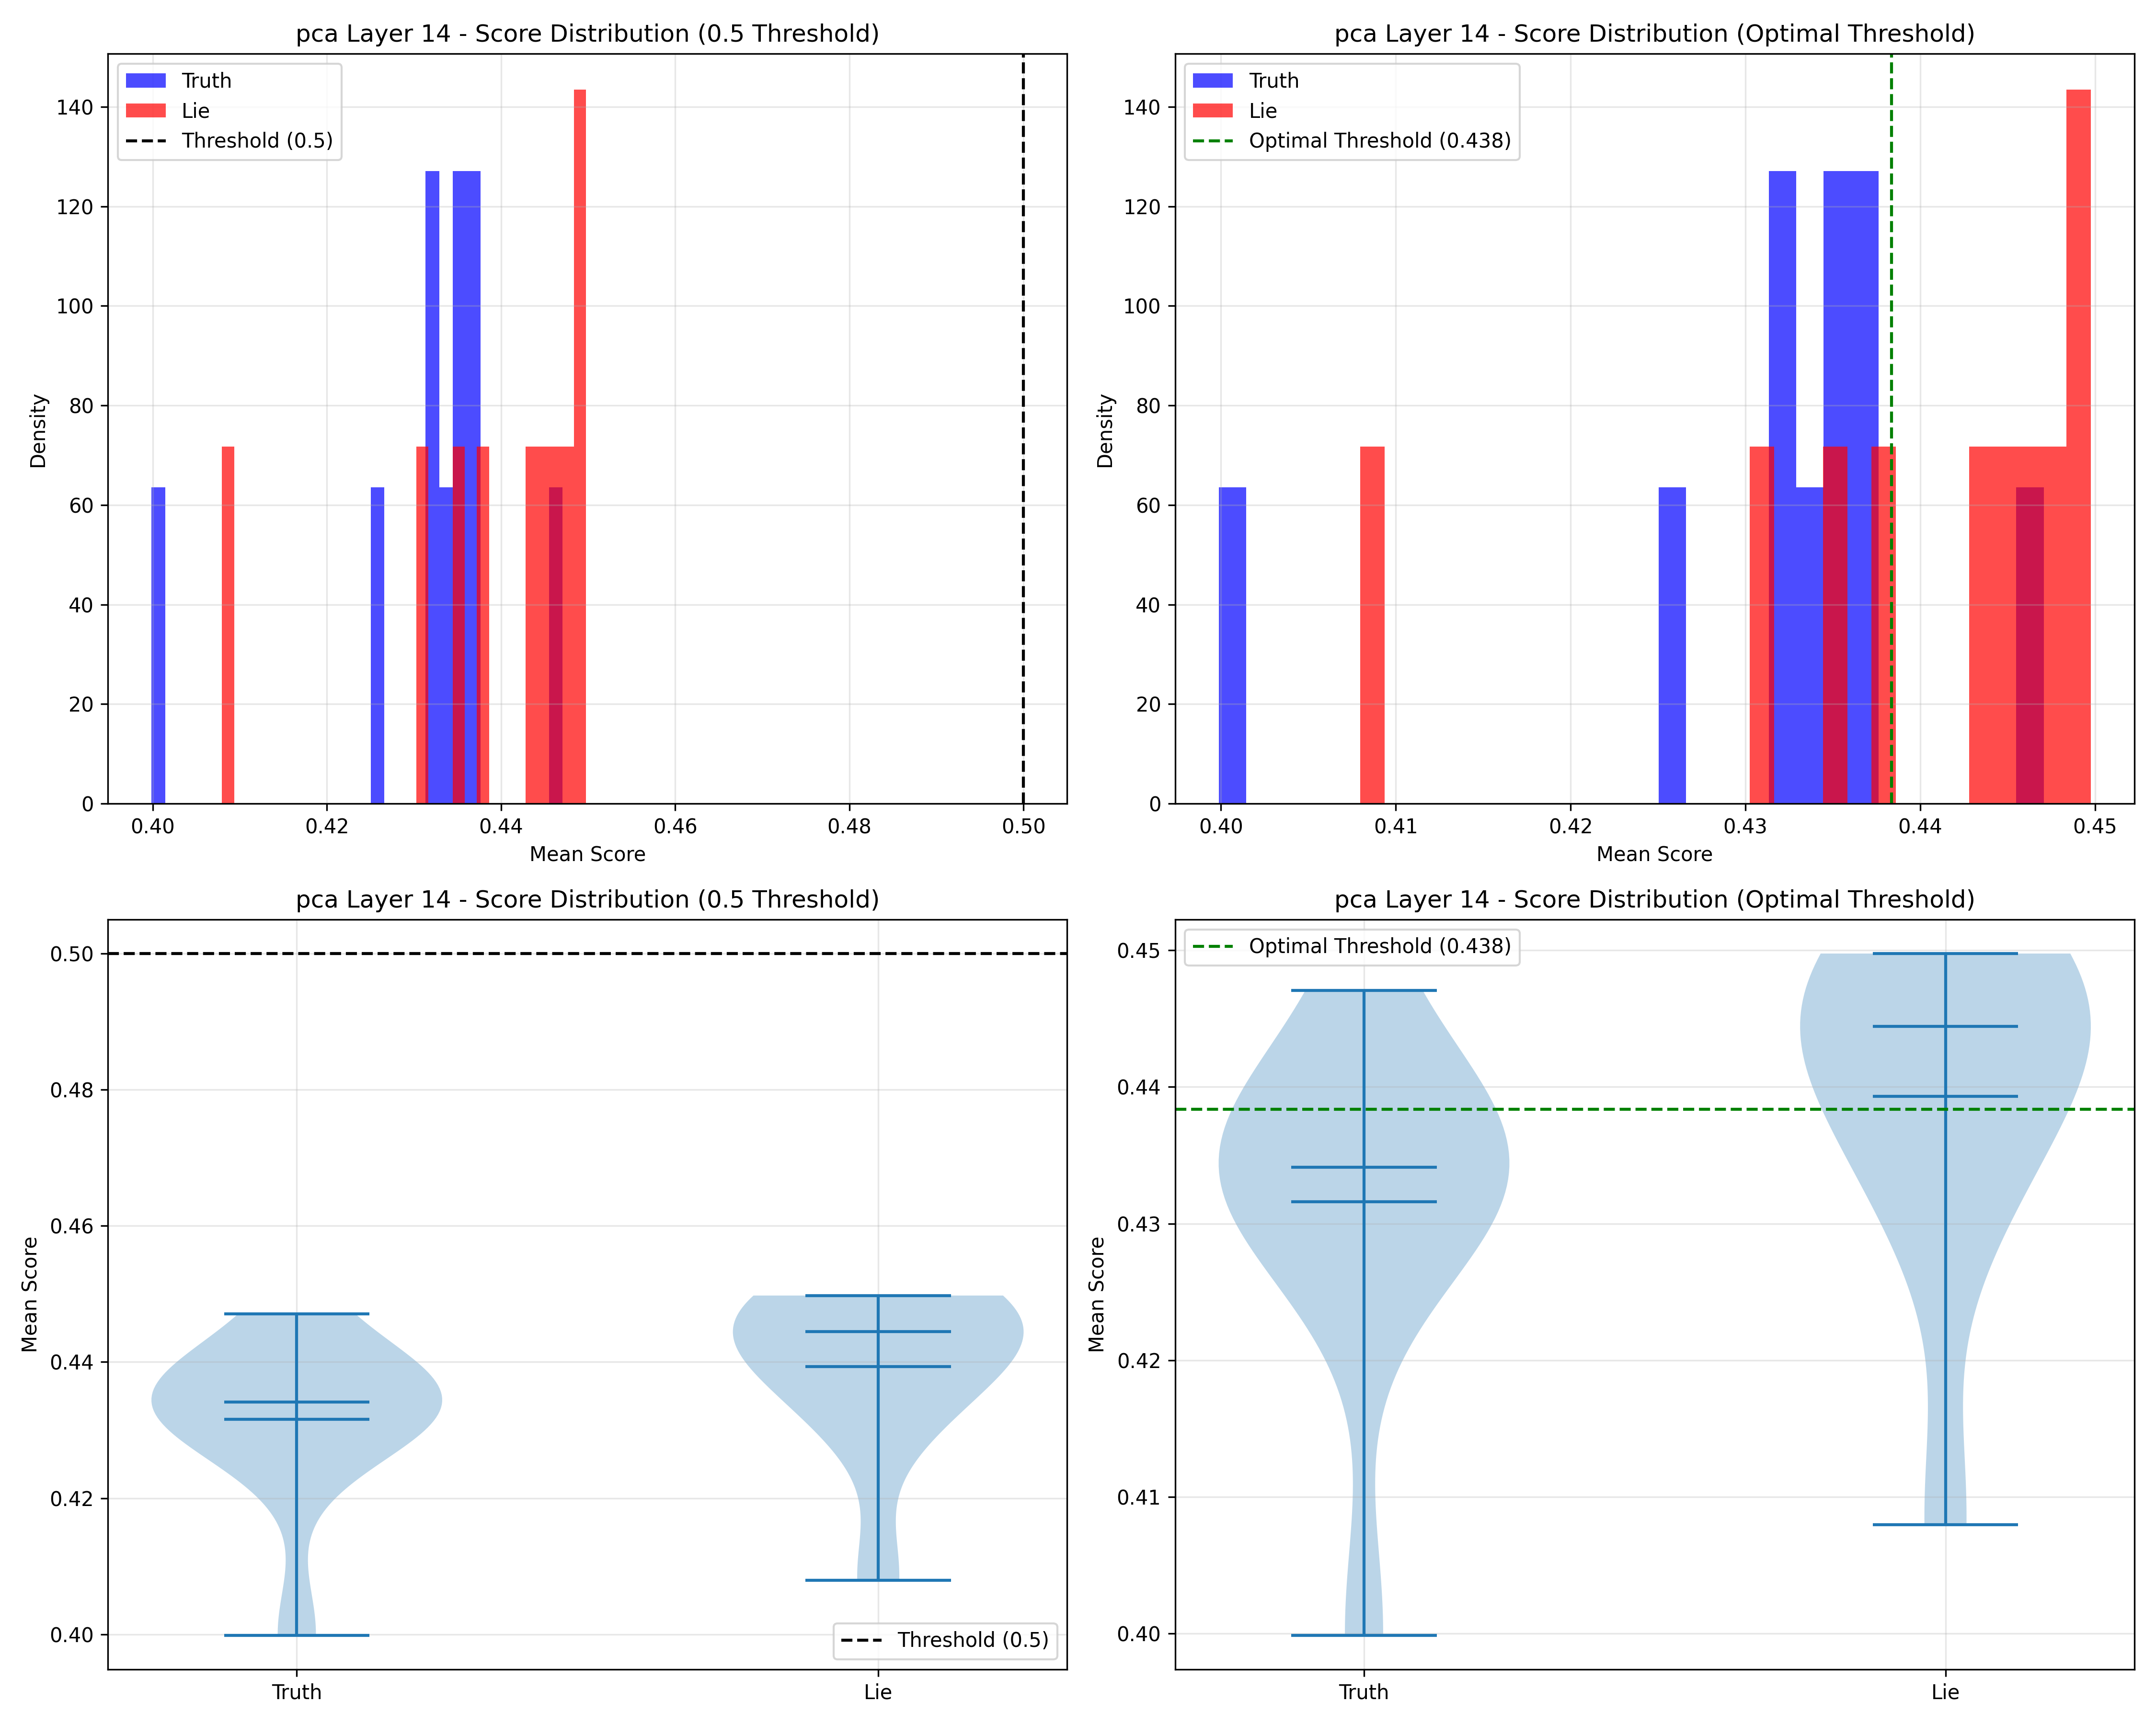 pca Layer 14 - Score Distribution (0.5 Threshold)
Truth
Lie
Threshold (0.5)
140
120
100
80
60
40
20
0
Density
0.40
0.42
0.44
0.46
0.48
0.50
Mean Score
pca Layer 14 - Score Distribution (Optimal Threshold)
Truth
Lie
Optimal Threshold (0.438)
140
120
100
80
60
40
20
0
Density
0.40
0.41
0.42
0.43
0.44
0.45
Mean Score
pca Layer 14 - Score Distribution (0.5 Threshold)
0.50
0.48
0.46
0.44
0.42
0.40
Mean Score
Threshold (0.5)
Truth
Lie
pca Layer 14 - Score Distribution (Optimal Threshold)
Optimal Threshold (0.438)
0.45
0.44
0.43
0.42
0.41
0.40
Mean Score
Truth
Lie